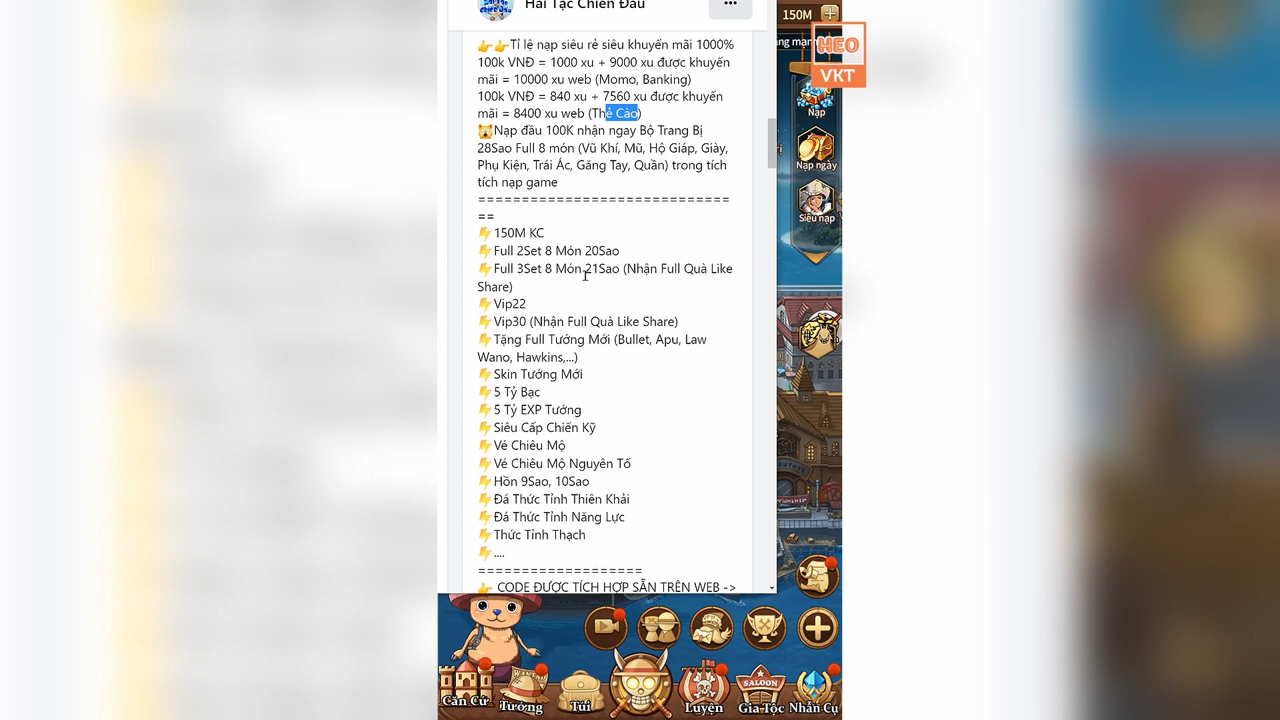 Hải Tặc Chiến Đấu
150M
HEO
VKT
👉👉Tỉ lệ nạp siêu rẻ siêu khuyến mãi 1000%
100k VNĐ = 1000 xu + 9000 xu được khuyến
mãi = 10000 xu web (Momo, Banking)
100k VNĐ = 840 xu + 7560 xu được khuyến
mãi = 8400 xu web (Thẻ Cào)
🙀Nạp đầu 100K nhận ngay Bộ Trang Bị
28Sao Full 8 món (Vũ Khí, Mũ, Hộ Giáp, Giày,
Phụ Kiện, Trái Ác, Găng Tay, Quần) trong tích
tích nạp game
=============================
==
⚡150M KC
⚡Full 2Set 8 Món 20Sao
⚡Full 3Set 8 Món 21Sao (Nhận Full Quà Like
Share)
⚡Vip22
⚡Vip30 (Nhận Full Quà Like Share)
⚡Tặng Full Tướng Mới (Bullet, Apu, Law
Wano, Hawkins,...)
⚡Skin Tướng Mới
⚡5 Tỷ Bạc
⚡5 Tỷ EXP Tướng
⚡Siêu Cấp Chiến Kỹ
⚡Vé Chiêu Mộ
⚡Vé Chiêu Mộ Nguyên Tố
⚡Hồn 9Sao, 10Sao
⚡Đá Thức Tỉnh Thiên Khải
⚡Đá Thức Tỉnh Năng Lực
⚡Thức Tỉnh Thạch
⚡....
===================
👉 CODE ĐƯỢC TÍCH HỢP SẴN TRÊN WEB ->
Nạp
Nạp ngày
Siêu nạp
Căn Cứ
Tướng
Túi
Luyện
SALOON
Gia Tộc
Nhẫn Cụ